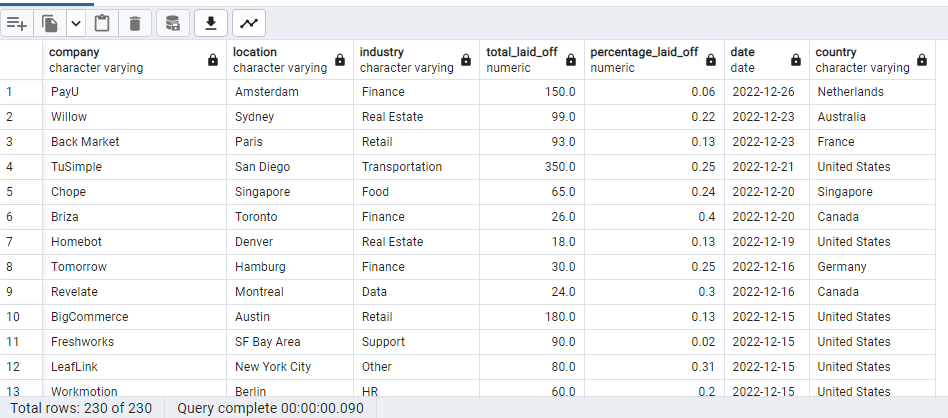 company location industry total_laid_off percentage_laid_off date country
character varying character varying character varying numeric numeric date character varying
1 PayU Amsterdam Finance 150.0 0.06 2022-12-26 Netherlands
2 Willow Sydney Real Estate 99.0 0.22 2022-12-23 Australia
3 Back Market Paris Retail 93.0 0.13 2022-12-23 France
4 TuSimple San Diego Transportation 350.0 0.25 2022-12-21 United States
5 Chope Singapore Food 65.0 0.24 2022-12-20 Singapore
6 Briza Toronto Finance 26.0 0.4 2022-12-20 Canada
7 Homebot Denver Real Estate 18.0 0.13 2022-12-19 United States
8 Tomorrow Hamburg Finance 30.0 0.25 2022-12-16 Germany
9 Revelate Montreal Data 24.0 0.3 2022-12-16 Canada
10 BigCommerce Austin Retail 180.0 0.13 2022-12-15 United States
11 Freshworks SF Bay Area Support 90.0 0.02 2022-12-15 United States
12 LeafLink New York City Other 80.0 0.31 2022-12-15 United States
13 Workmotion Berlin HR 60.0 0.2 2022-12-15 United States
Total rows: 230 of 230 Query complete 00:00:00.090